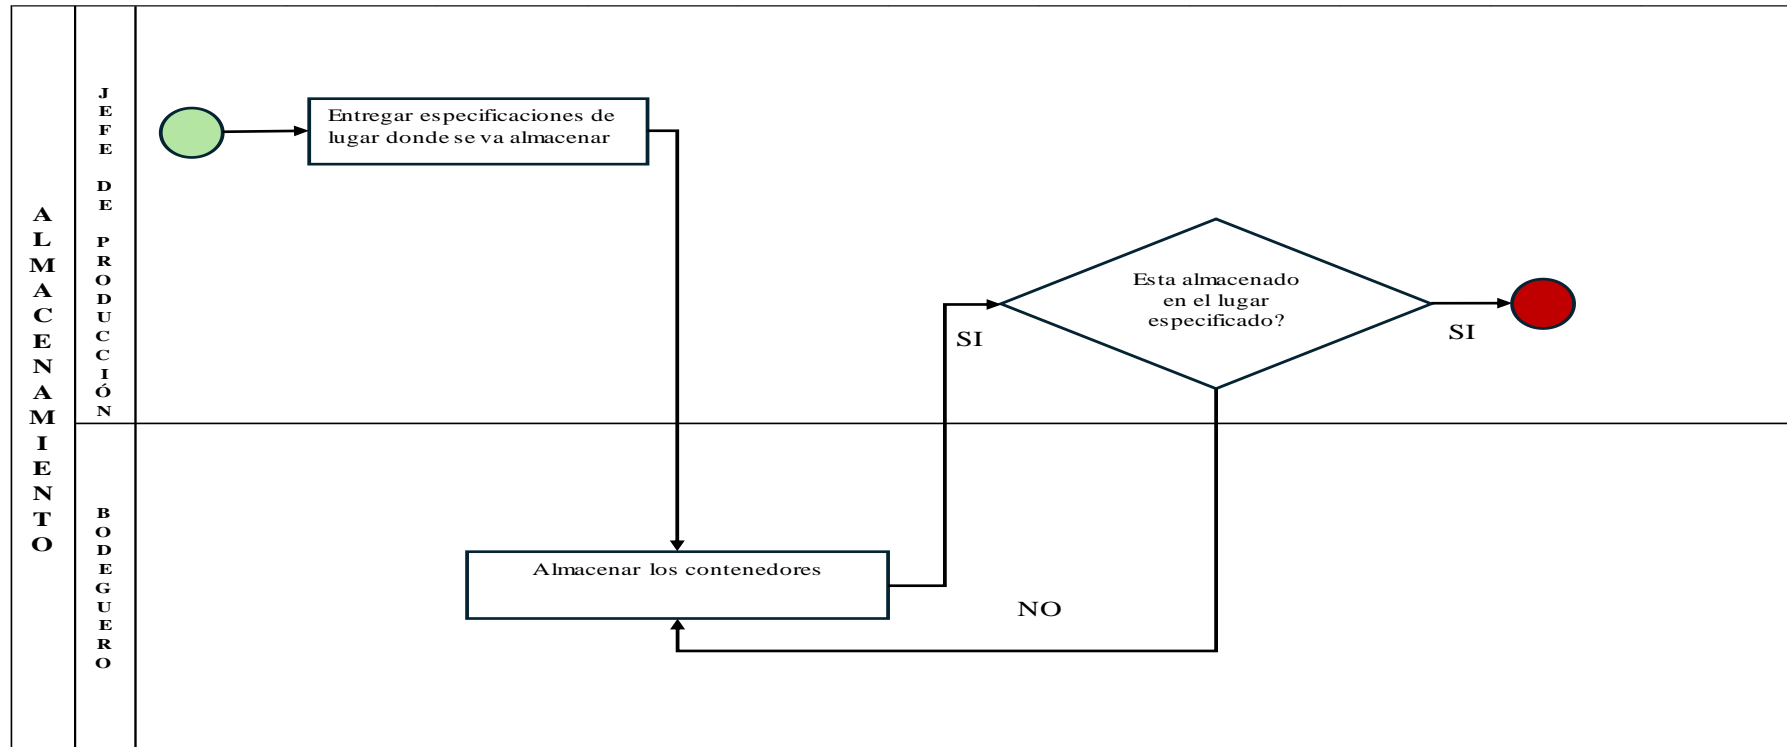 ALMACENAMIENTO
JEFE DE PRODUCCIÓN
Entregar especificaciones de
lugar donde se va almacenar
Esta almacenado
en el lugar
especificado?
SI
SI
BODEGUERO
Almacenar los contenedores
NO